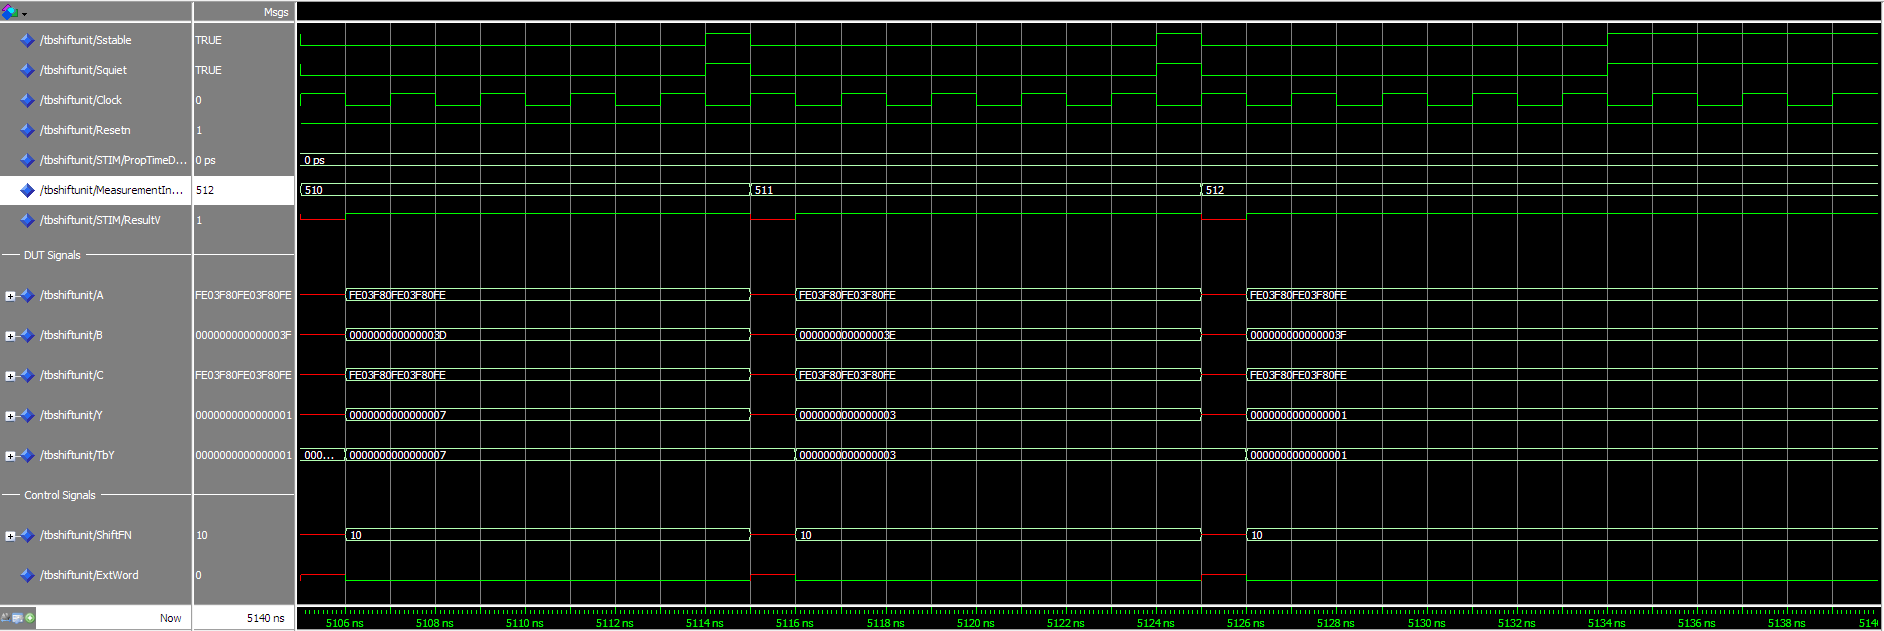 Msgs
/tbshiftunit/Sstable TRUE
/tbshiftunit/Squiet TRUE
/tbshiftunit/Clock 0
/tbshiftunit/Resetn 1
/tbshiftunit/STIM/PropTimeD... 0 ps 0 ps
/tbshiftunit/MeasurementIn... 512 510 511 512
/tbshiftunit/STIM/ResultV 1
DUT Signals
/tbshiftunit/A FE03F80FE03F80FE FE03F80FE03F80FE FE03F80FE03F80FE FE03F80FE03F80FE
/tbshiftunit/B 000000000000003F 000000000000003D 000000000000003E 000000000000003F
/tbshiftunit/C FE03F80FE03F80FE FE03F80FE03F80FE FE03F80FE03F80FE FE03F80FE03F80FE
/tbshiftunit/Y 0000000000000001 0000000000000007 0000000000000003 0000000000000001
/tbshiftunit/TbY 0000000000000001 000... 0000000000000007 0000000000000003 0000000000000001
Control Signals
/tbshiftunit/ShiftFN 10 10 10 10
/tbshiftunit/ExtWord 0
Now 5140 ns 5106 ns 5108 ns 5110 ns 5112 ns 5114 ns 5116 ns 5118 ns 5120 ns 5122 ns 5124 ns 5126 ns 5128 ns 5130 ns 5132 ns 5134 ns 5136 ns 5138 ns 514